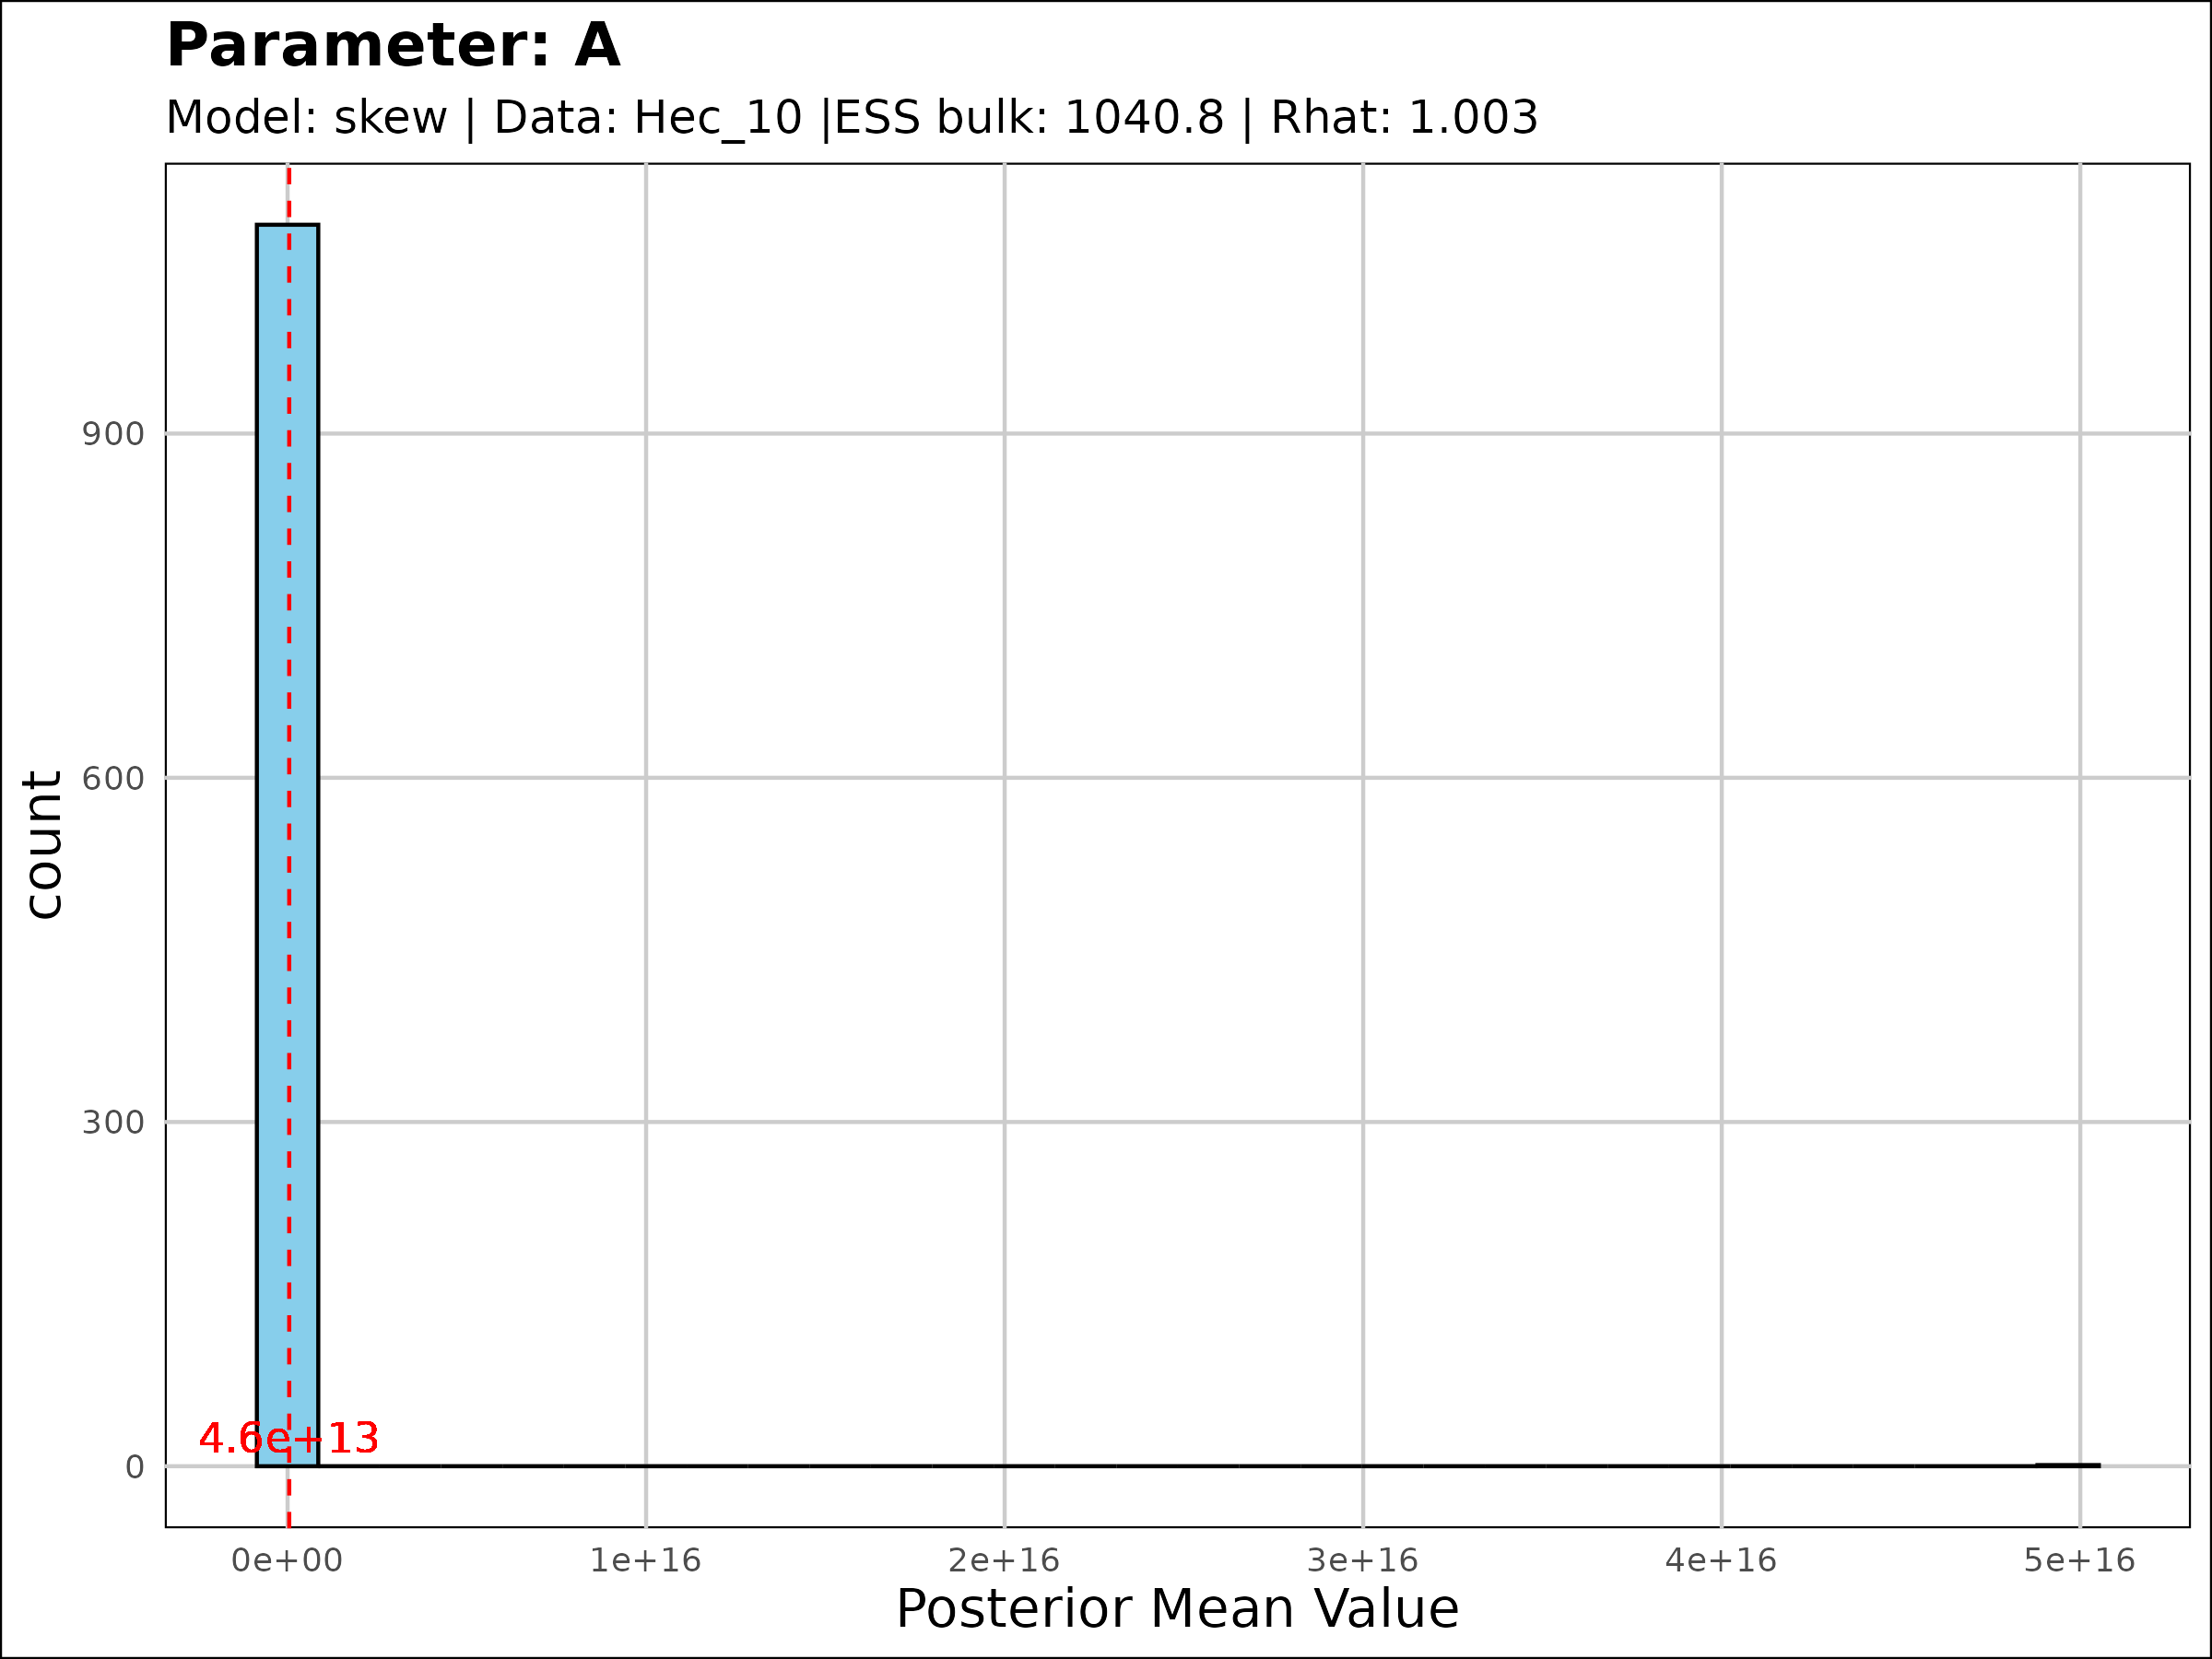 Parameter: A
Model: skew | Data: Hec_10 |ESS bulk: 1040.8 | Rhat: 1.003
count
900
600
300
0
4.6e+13
0e+00 1e+16 2e+16 3e+16 4e+16 5e+16
Posterior Mean Value